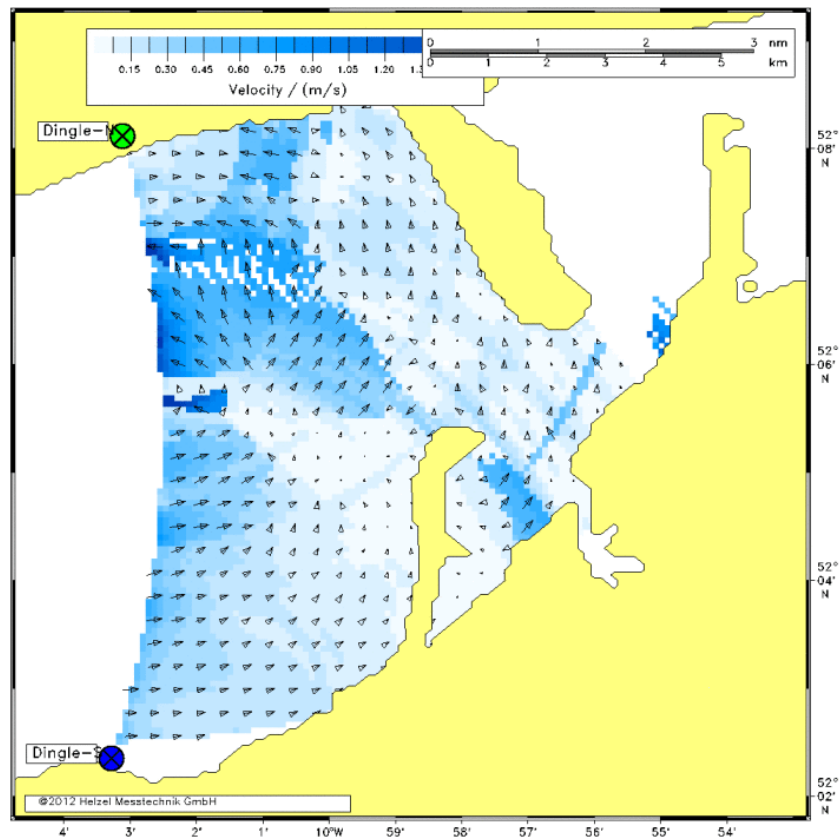 0 1 2 3 nm
0 1 2 3 4 5 km
0.15 0.30 0.45 0.60 0.75 0.90 1.05 1.20
Velocity / (m/s)
Dingle-N
52°
08'
N
52°
06'
N
52°
04'
N
Dingle-S
52°
02'
N
©2012 Helzel Messtechnik GmbH
4' 3' 2' 1' 10°W 59' 58' 57' 56' 55' 54'